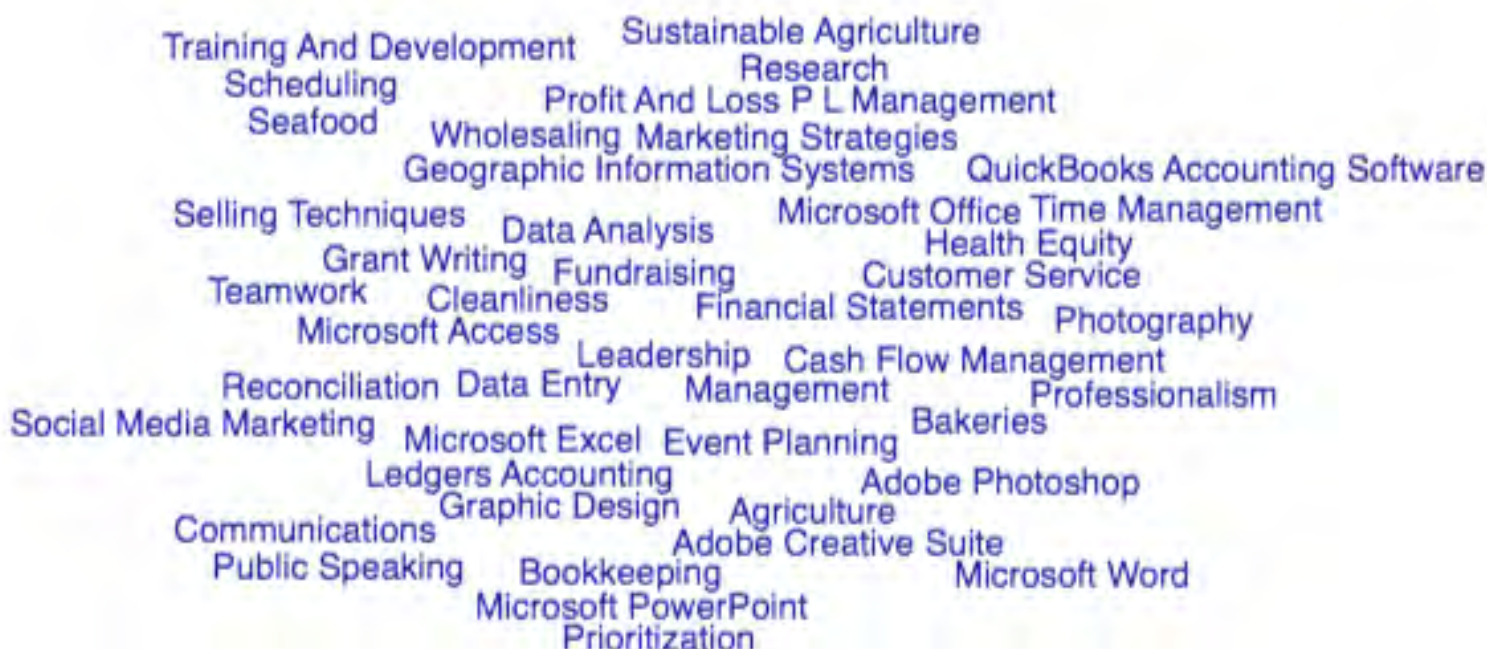 Training And Development
Sustainable Agriculture
Scheduling
Research
Seafood
Profit And Loss P L Management
Wholesaling
Marketing Strategies
Geographic Information Systems
QuickBooks Accounting Software
Selling Techniques
Data Analysis
Microsoft Office
Time Management
Health Equity
Grant Writing
Fundraising
Customer Service
Teamwork
Cleanliness
Financial Statements
Photography
Microsoft Access
Leadership
Cash Flow Management
Reconciliation
Data Entry
Management
Professionalism
Social Media Marketing
Microsoft Excel
Event Planning
Bakeries
Ledgers Accounting
Adobe Photoshop
Graphic Design
Agriculture
Communications
Adobe Creative Suite
Public Speaking
Bookkeeping
Microsoft Word
Microsoft PowerPoint
Prioritization